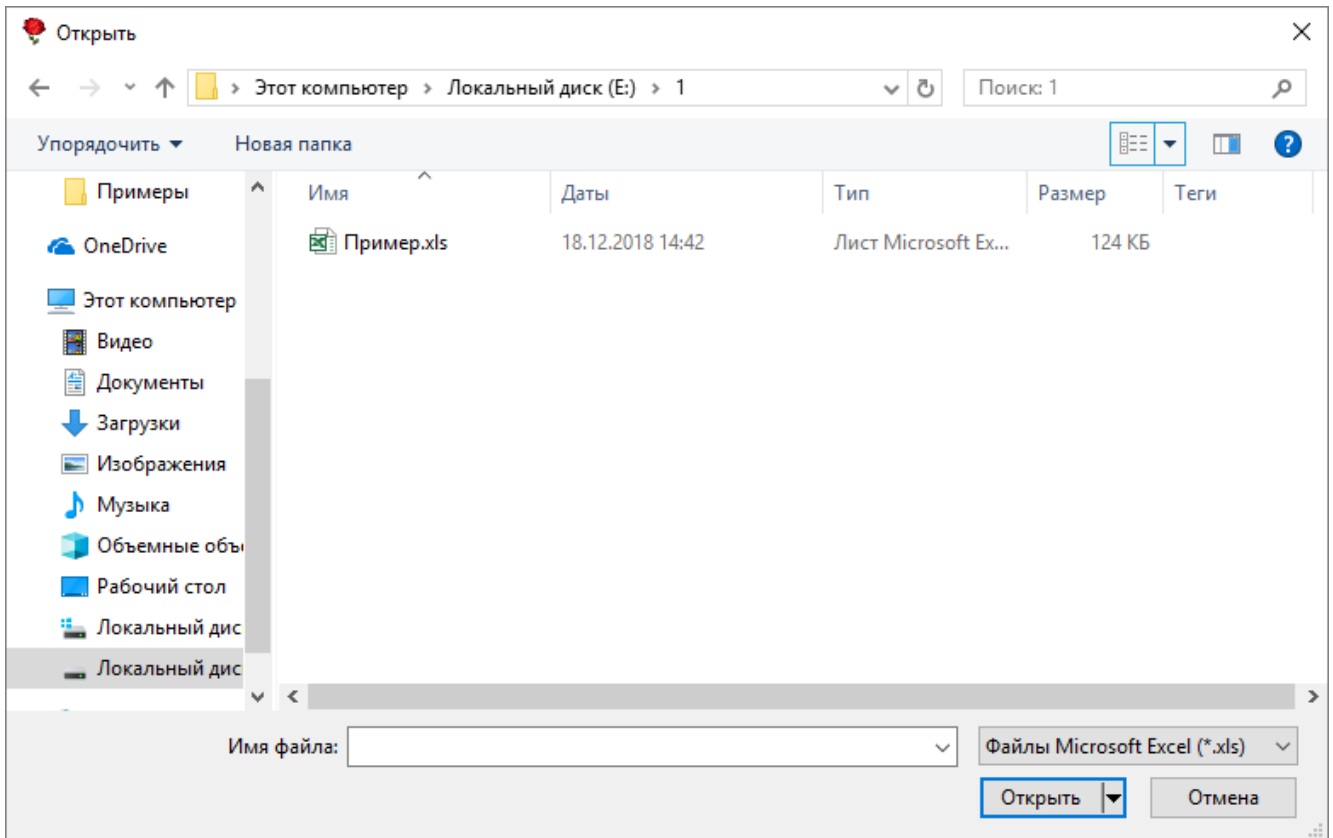 Открыть
Этот компьютер > Локальный диск (E:) > 1
Поиск: 1
Упорядочить
Новая папка
Имя
Даты
Тип
Размер
Теги
Пример.xls
18.12.2018 14:42
Лист Microsoft Ex...
124 КБ
Примеры
OneDrive
Этот компьютер
Видео
Документы
Загрузки
Изображения
Музыка
Объемные объ
Рабочий стол
Локальный дис
Локальный дис
Имя файла:
Файлы Microsoft Excel (*.xls)
Открыть
Отмена